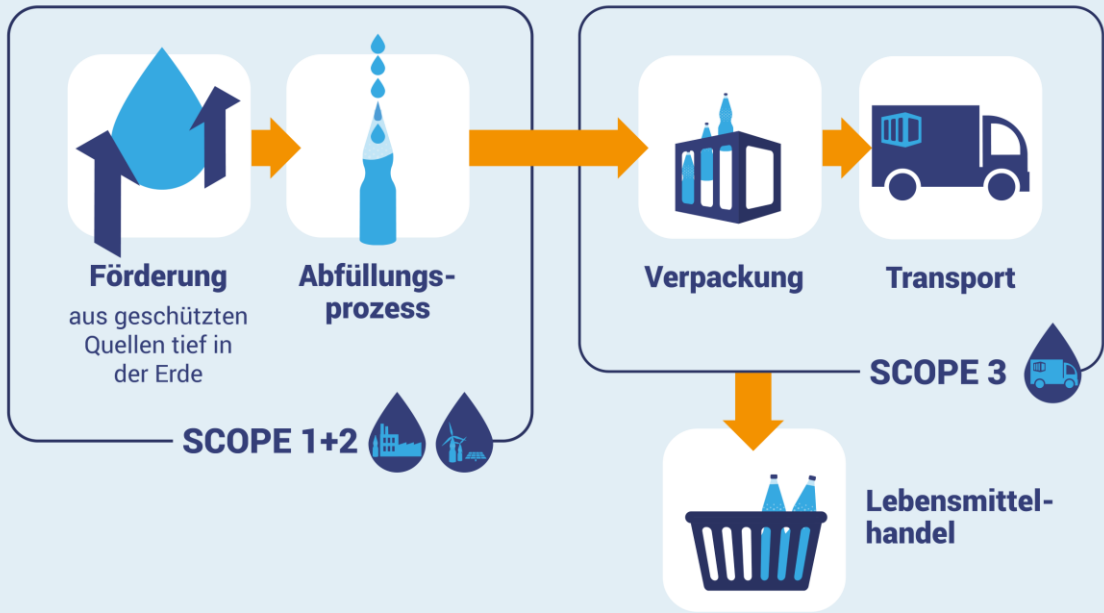 Förderung
aus geschützten
Quellen tief in
der Erde
Abfüllungs-
prozess
SCOPE 1+2
Verpackung
Transport
SCOPE 3
Lebensmittel-
handel